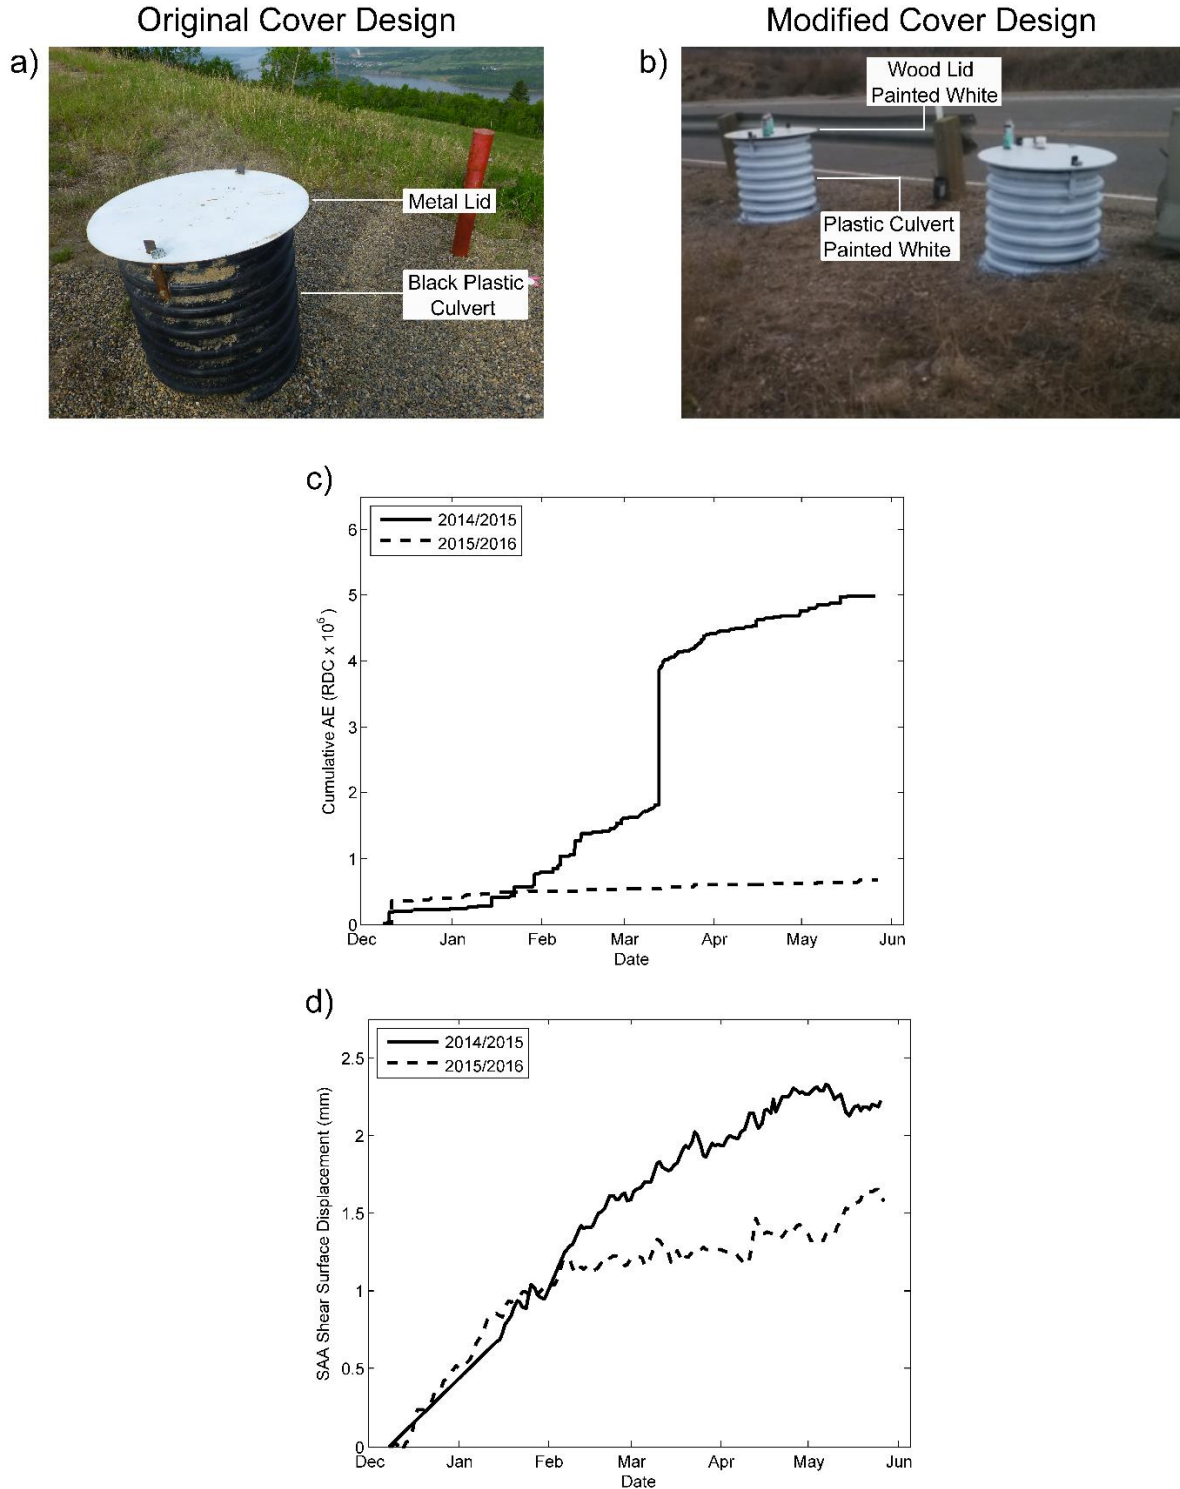 Original Cover Design
Modified Cover Design
a)
Metal Lid
Black Plastic
Culvert
b)
Wood Lid
Painted White
Plastic Culvert
Painted White
c)
2014/2015
2015/2016
6
5
4
3
2
1
0
Cumulative AE (RDC x 10⁶)
Dec Jan Feb Mar Apr May Jun
Date
d)
2014/2015
2015/2016
2.5
2
1.5
1
0.5
0
SAA Shear Surface Displacement (mm)
Dec Jan Feb Mar Apr May Jun
Date